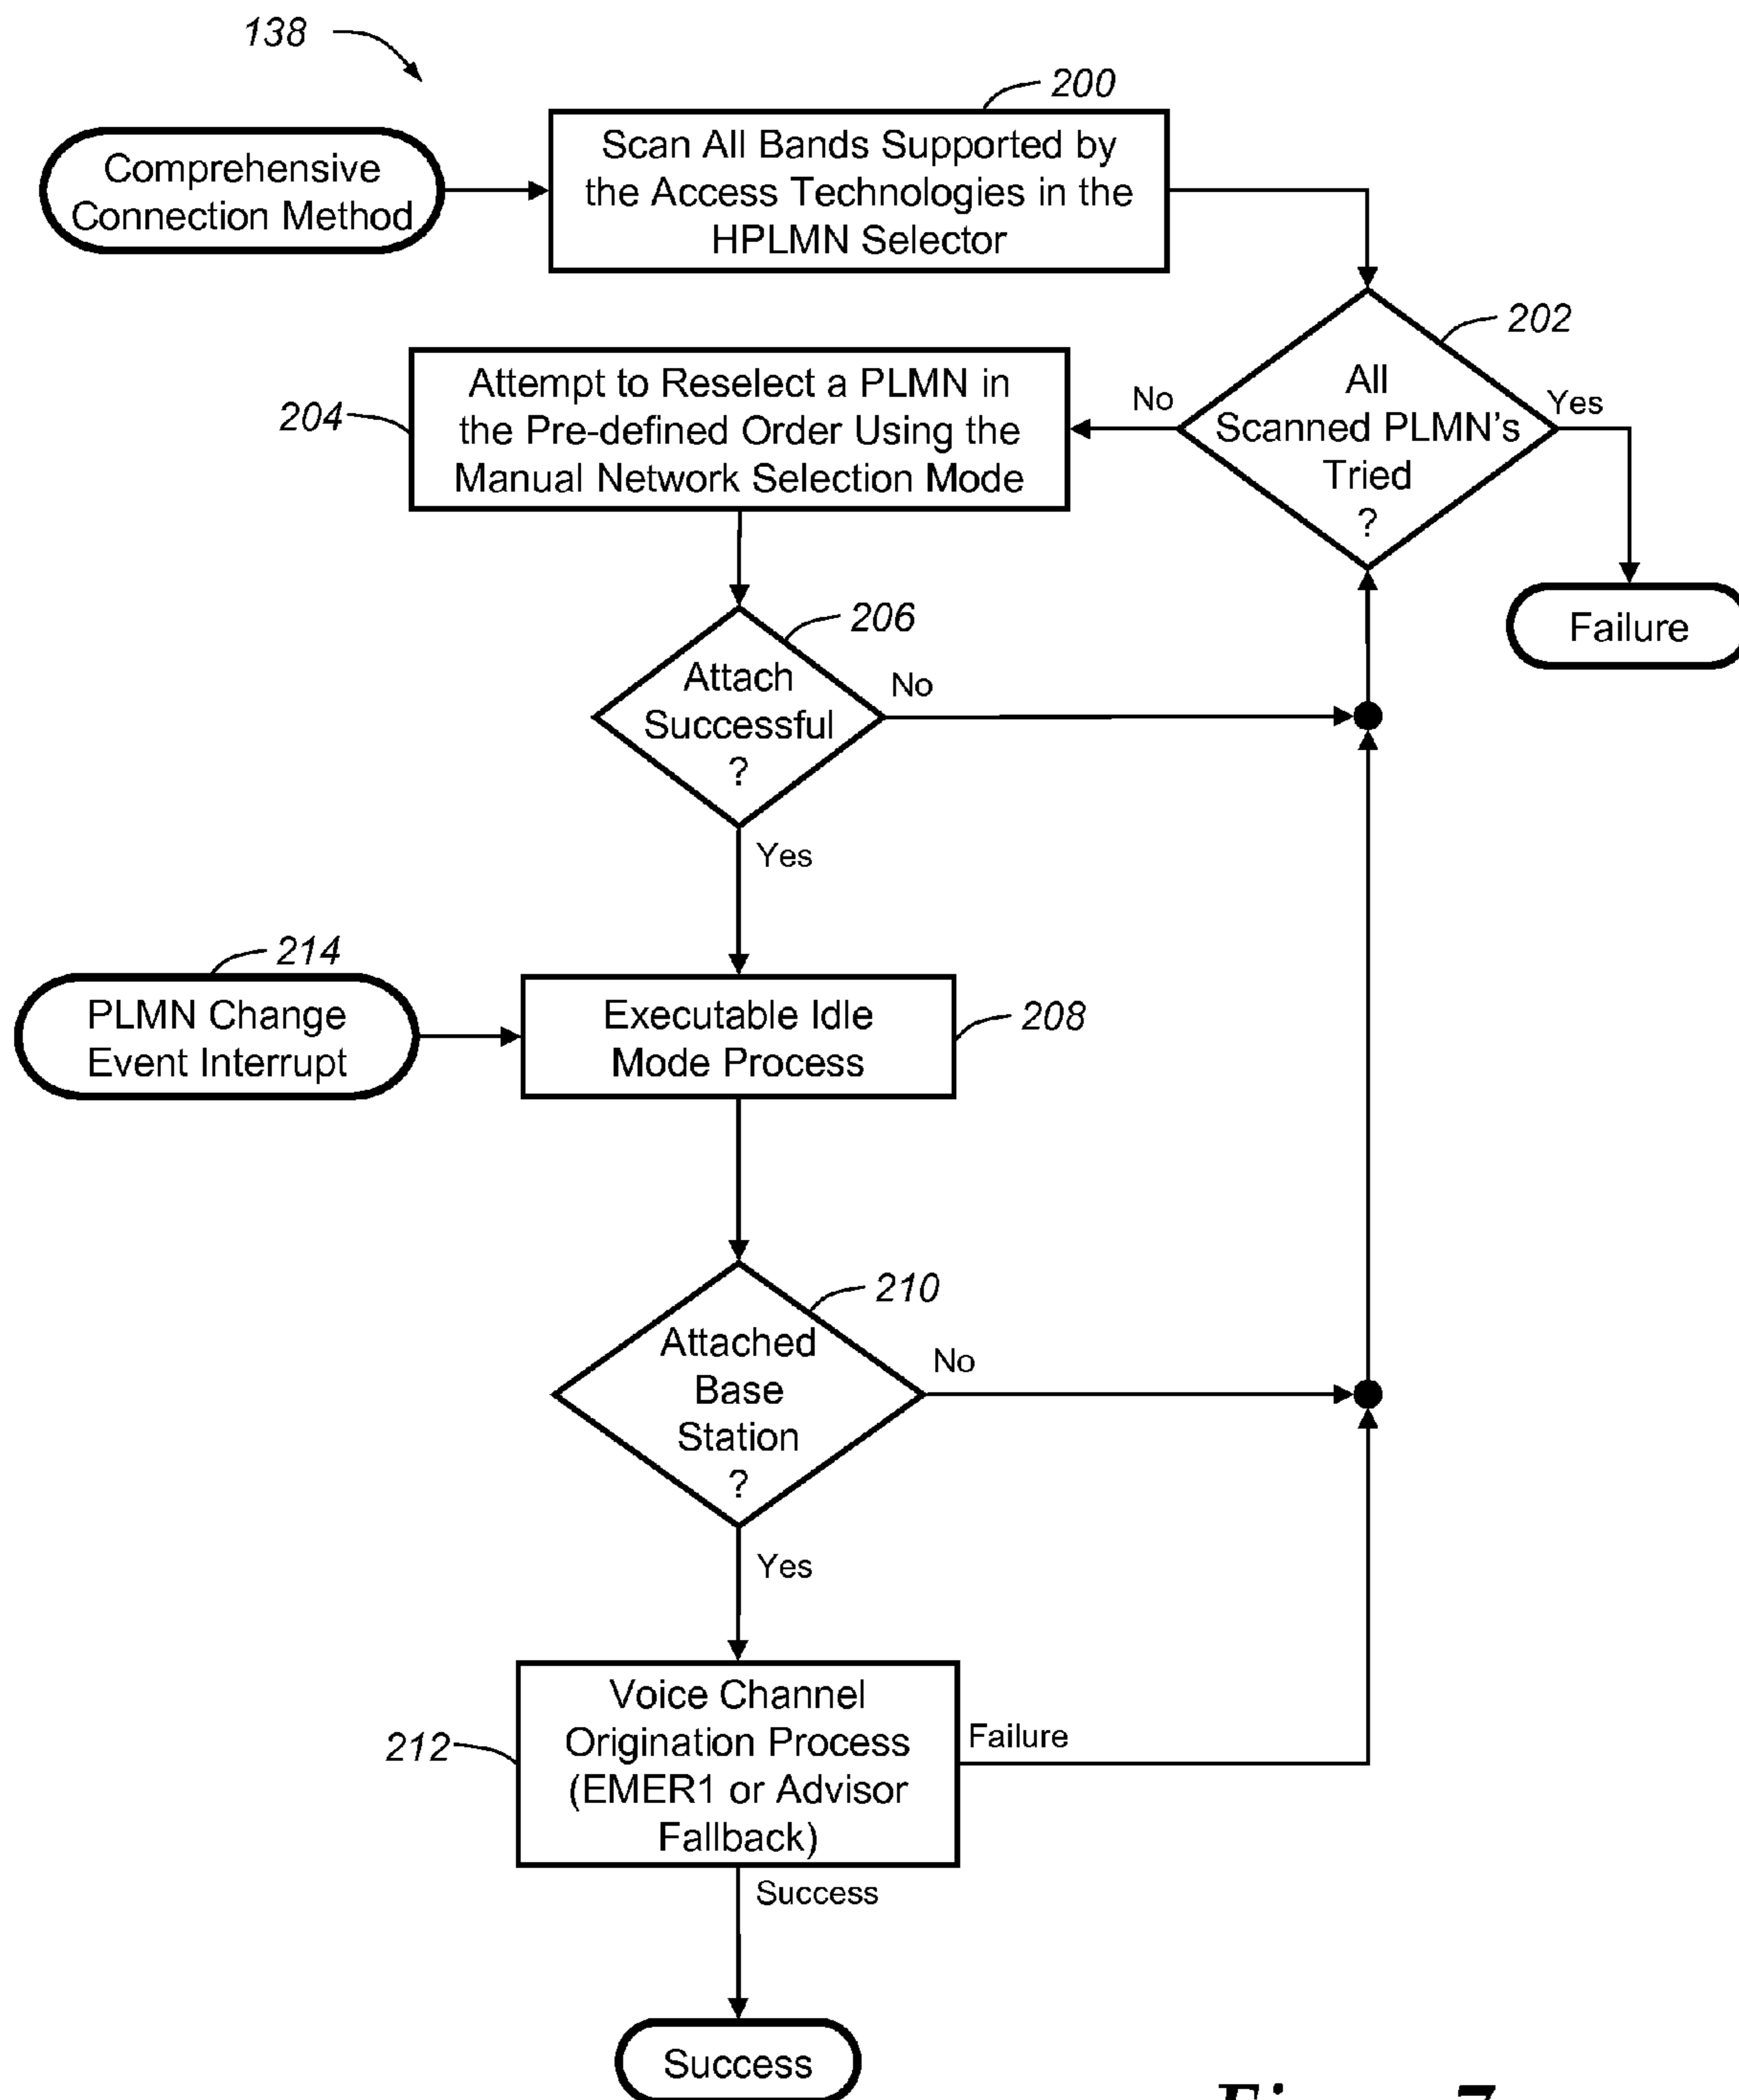 138
200
Comprehensive
Connection Method
Scan All Bands Supported by
the Access Technologies in the
HPLMN Selector
202
204
Attempt to Reselect a PLMN in
the Pre-defined Order Using the
Manual Network Selection Mode
No
All
Scanned PLMN's
Tried
?
Yes
Failure
206
Attach
Successful
?
No
Yes
214
PLMN Change
Event Interrupt
Executable Idle
Mode Process
208
210
Attached
Base
Station
?
No
Yes
212
Voice Channel
Origination Process
(EMER1 or Advisor
Fallback)
Failure
Success
Success